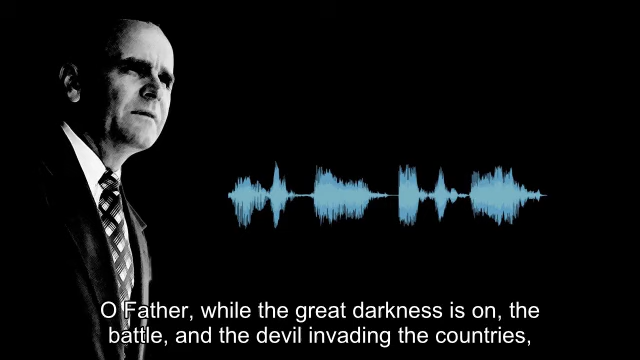 O Father, while the great darkness is on, the
battle, and the devil invading the countries,